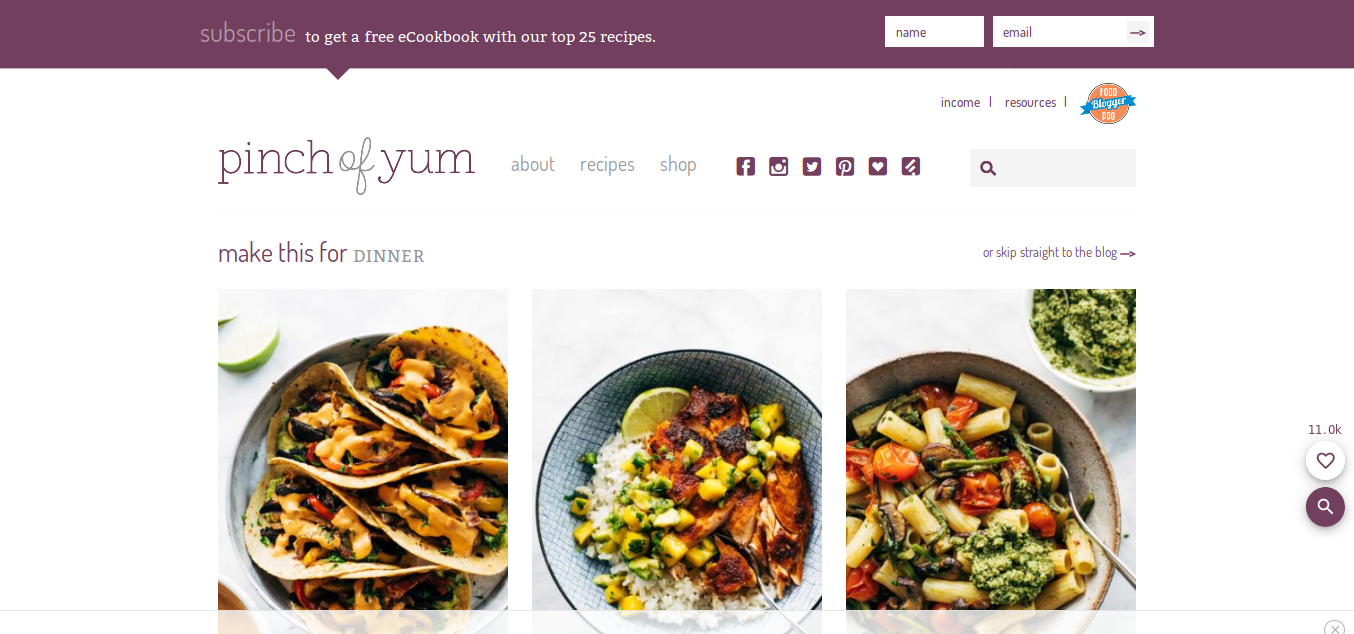 subscribe to get a free eCookbook with our top 25 recipes.
name
email
income | resources |
FOOD
Blogger
PRO
pinch of yum
about recipes shop
make this for DINNER
or skip straight to the blog →
11.0k